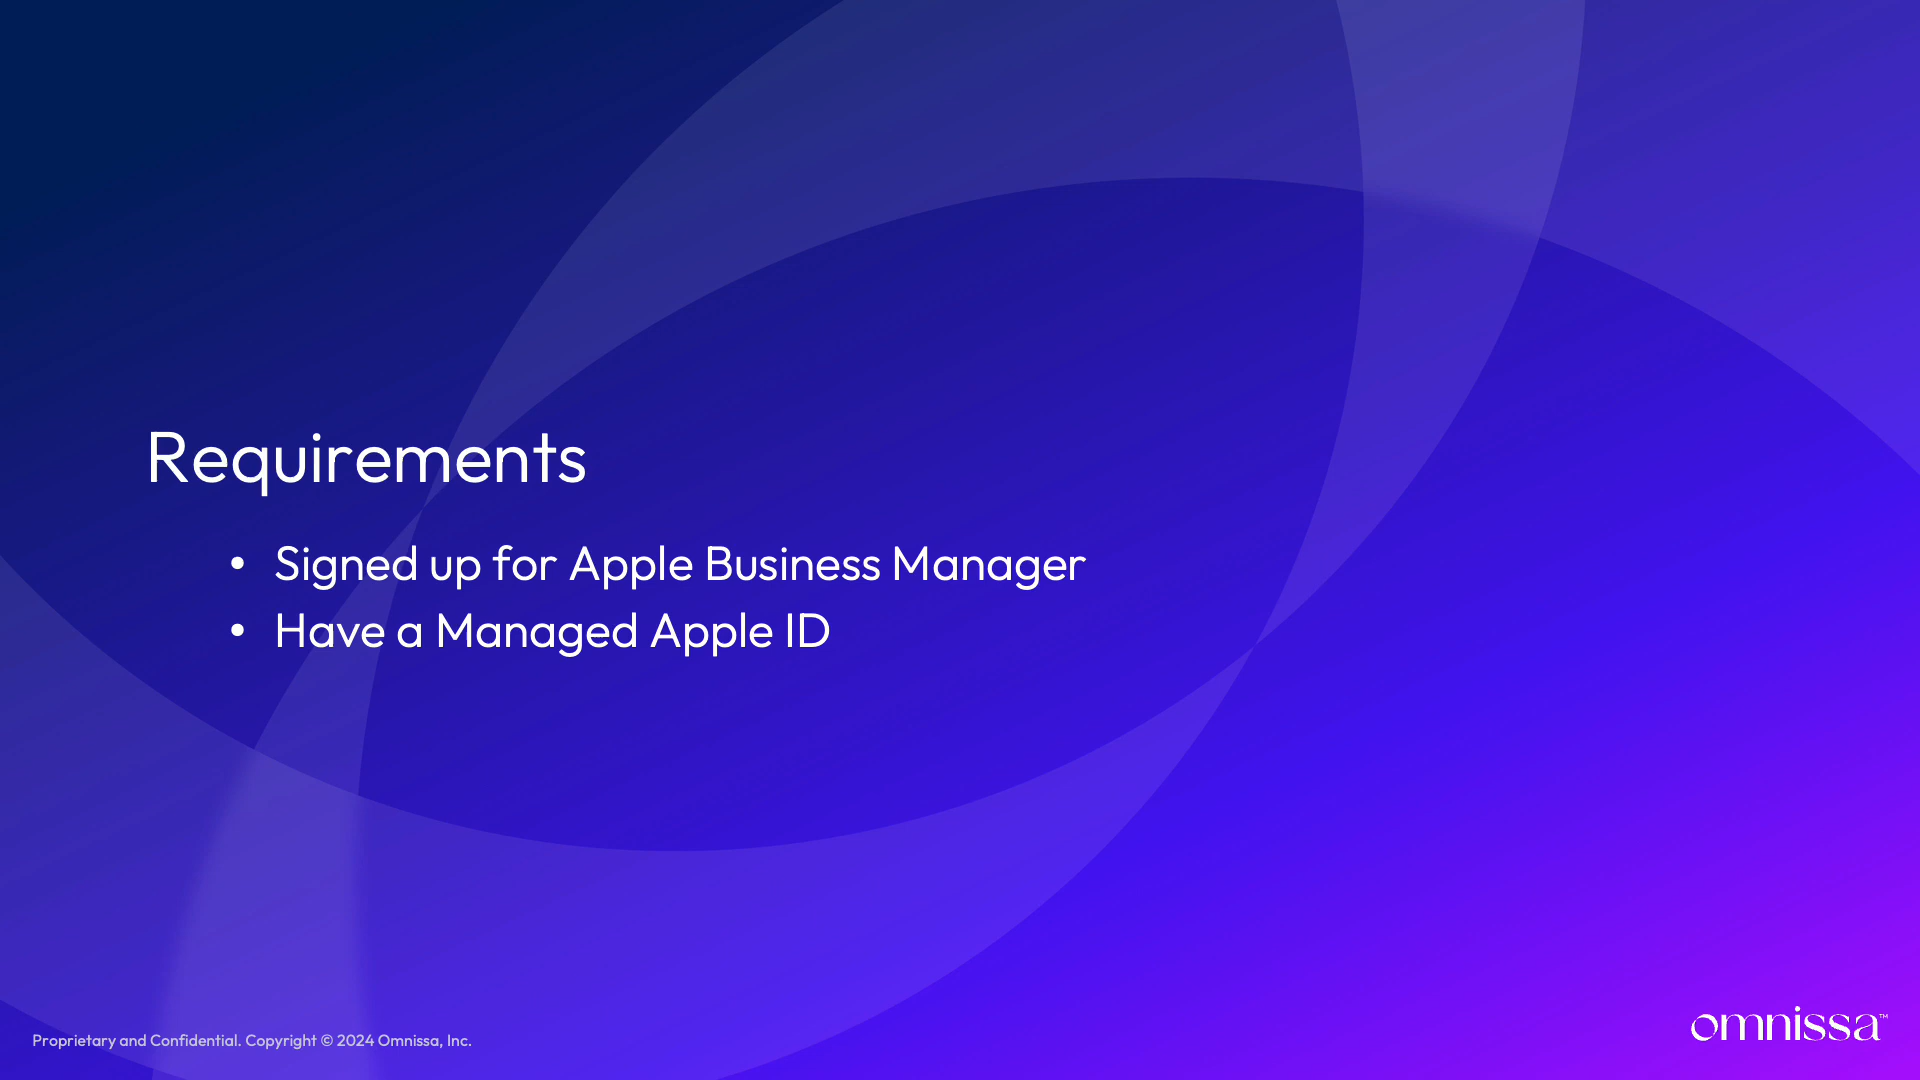 Requirements
• Signed up for Apple Business Manager
• Have a Managed Apple ID
Proprietary and Confidential. Copyright © 2024 Omnissa, Inc.
omnissa™